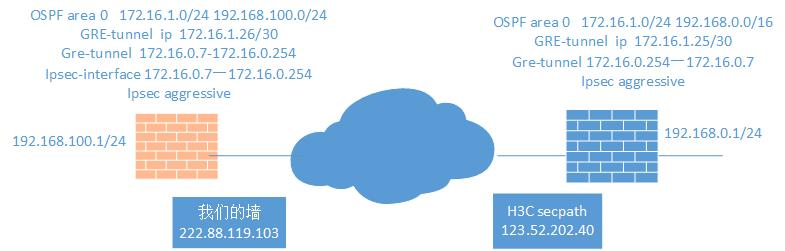 OSPF area 0 172.16.1.0/24 192.168.100.0/24
GRE-tunnel ip 172.16.1.26/30
Gre-tunnel 172.16.0.7-172.16.0.254
Ipsec-interface 172.16.0.7—172.16.0.254
Ipsec aggressive
192.168.100.1/24
我们的墙
222.88.119.103
OSPF area 0 172.16.1.0/24 192.168.0.0/16
GRE-tunnel ip 172.16.1.25/30
Gre-tunnel 172.16.0.254—172.16.0.7
Ipsec aggressive
192.168.0.1/24
H3C secpath
123.52.202.40